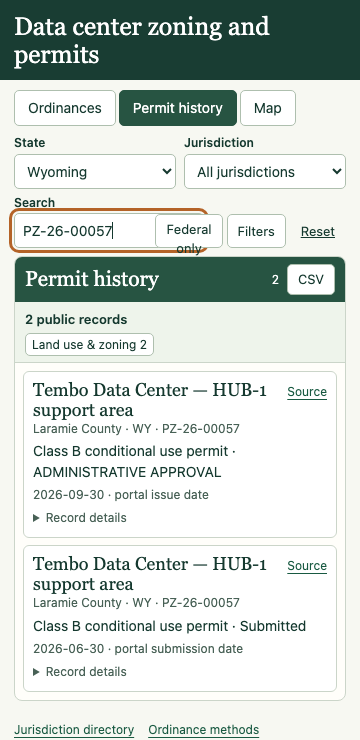 Data center zoning and
permits
Ordinances Permit history Map
State Jurisdiction
Wyoming All jurisdictions
Search
PZ-26-00057 Federal only Filters Reset
Permit history 2 CSV
2 public records
Land use & zoning 2
Tembo Data Center — HUB-1 Source
support area
Laramie County · WY · PZ-26-00057
Class B conditional use permit ·
ADMINISTRATIVE APPROVAL
2026-09-30 · portal issue date
Record details
Tembo Data Center — HUB-1 Source
support area
Laramie County · WY · PZ-26-00057
Class B conditional use permit · Submitted
2026-06-30 · portal submission date
Record details
Jurisdiction directory Ordinance methods